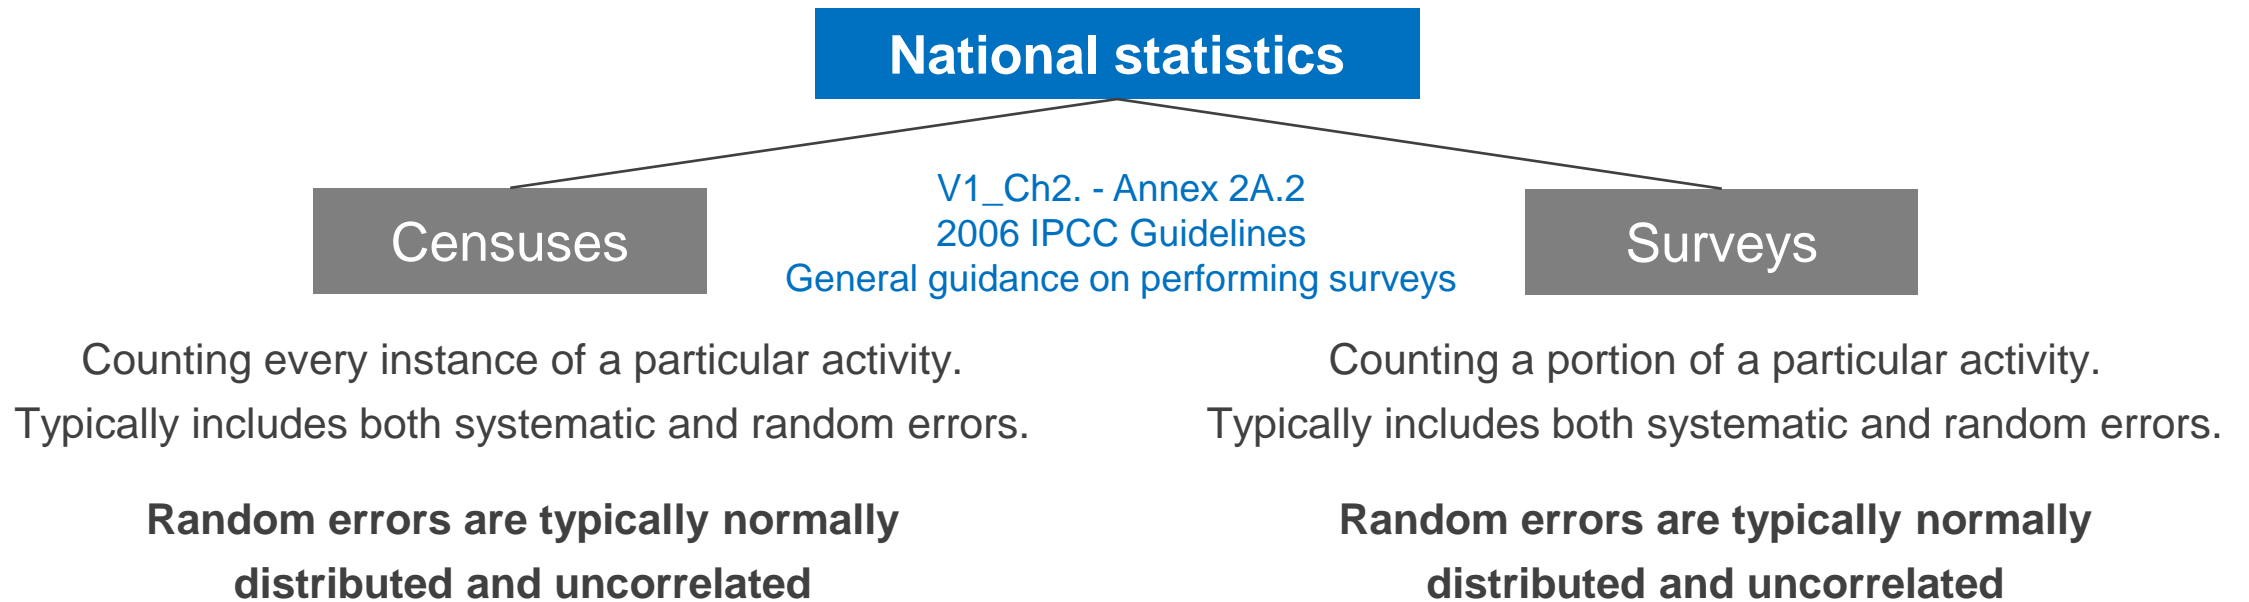 National statistics
Censuses
V1_Ch2. - Annex 2A.2
2006 IPCC Guidelines
General guidance on performing surveys
Surveys
Counting every instance of a particular activity.
Typically includes both systematic and random errors.
Random errors are typically normally
distributed and uncorrelated
Counting a portion of a particular activity.
Typically includes both systematic and random errors.
Random errors are typically normally
distributed and uncorrelated